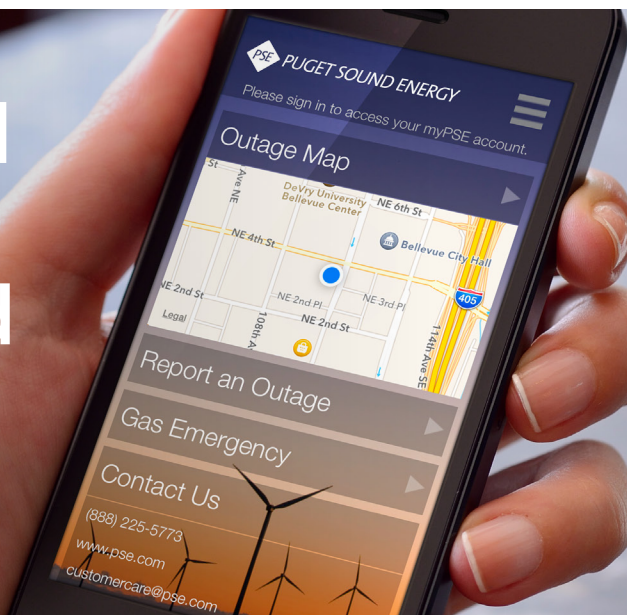 PSE PUGET SOUND ENERGY
Please sign in to access your myPSE account.
Outage Map
St
Ave NE
DeVry University
Bellevue Center
NE 6th St
Bellevue City Hall
NE 4th St
405
NE 2nd St
NE 2nd Pl
NE 3rd Pl
Legal
108th A
NE 2nd St
114th Ave SE
Report an Outage
Gas Emergency
Contact Us
(888) 225-5773
www.pse.com
customercare@pse.com